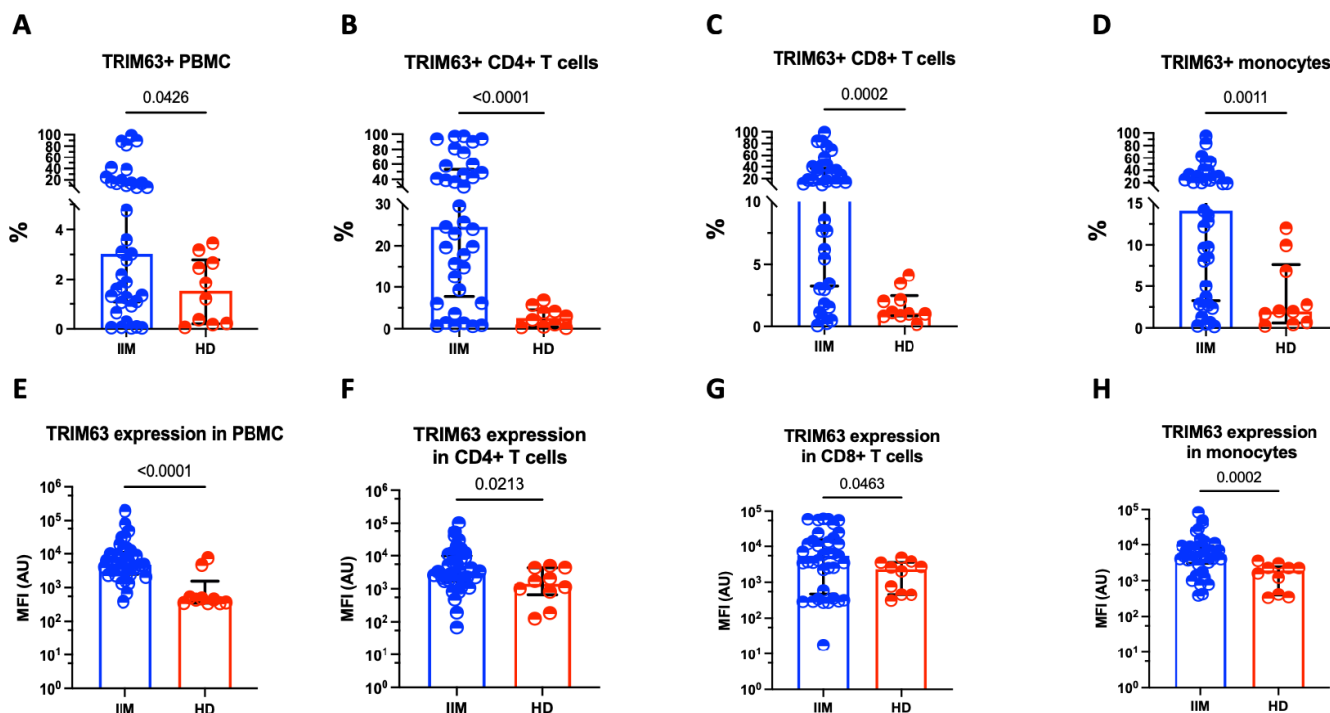 A
TRIM63+ PBMC
0.0426
%
100
80
60
40
20
4
2
0
IIM
HD
B
TRIM63+ CD4+ T cells
<0.0001
%
100
80
60
40
30
20
10
0
IIM
HD
C
TRIM63+ CD8+ T cells
0.0002
%
100
80
60
40
20
10
5
0
IIM
HD
D
TRIM63+ monocytes
0.0011
%
100
80
60
40
20
15
10
5
0
IIM
HD
E
TRIM63 expression in PBMC
<0.0001
MFI (AU)
10⁶
10⁵
10⁴
10³
10²
10¹
10⁰
IIM
HD
F
TRIM63 expression
in CD4+ T cells
0.0213
MFI (AU)
10⁶
10⁵
10⁴
10³
10²
10¹
10⁰
IIM
HD
G
TRIM63 expression
in CD8+ T cells
0.0463
MFI (AU)
10⁵
10⁴
10³
10²
10¹
10⁰
IIM
HD
H
TRIM63 expression
in monocytes
0.0002
MFI (AU)
10⁵
10⁴
10³
10²
10¹
10⁰
IIM
HD